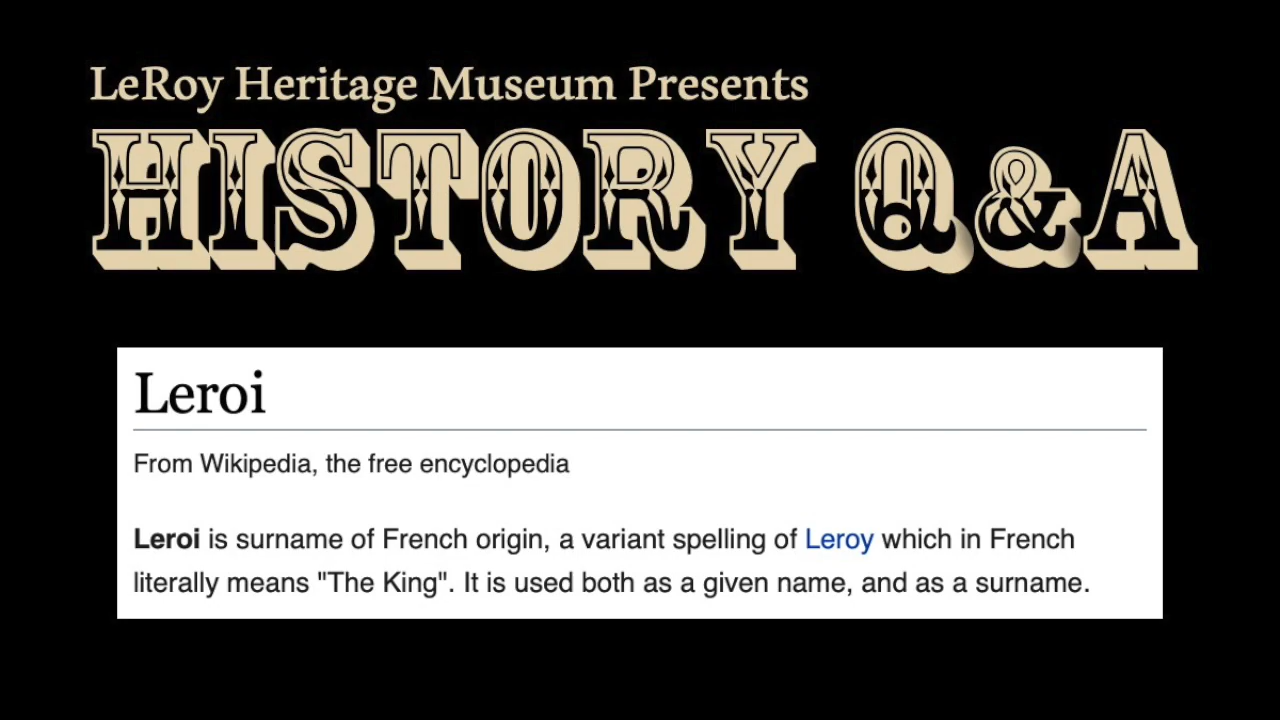 LeRoy Heritage Museum Presents
HISTORY Q&A
Leroi
From Wikipedia, the free encyclopedia
Leroi is surname of French origin, a variant spelling of Leroy which in French
literally means "The King". It is used both as a given name, and as a surname.